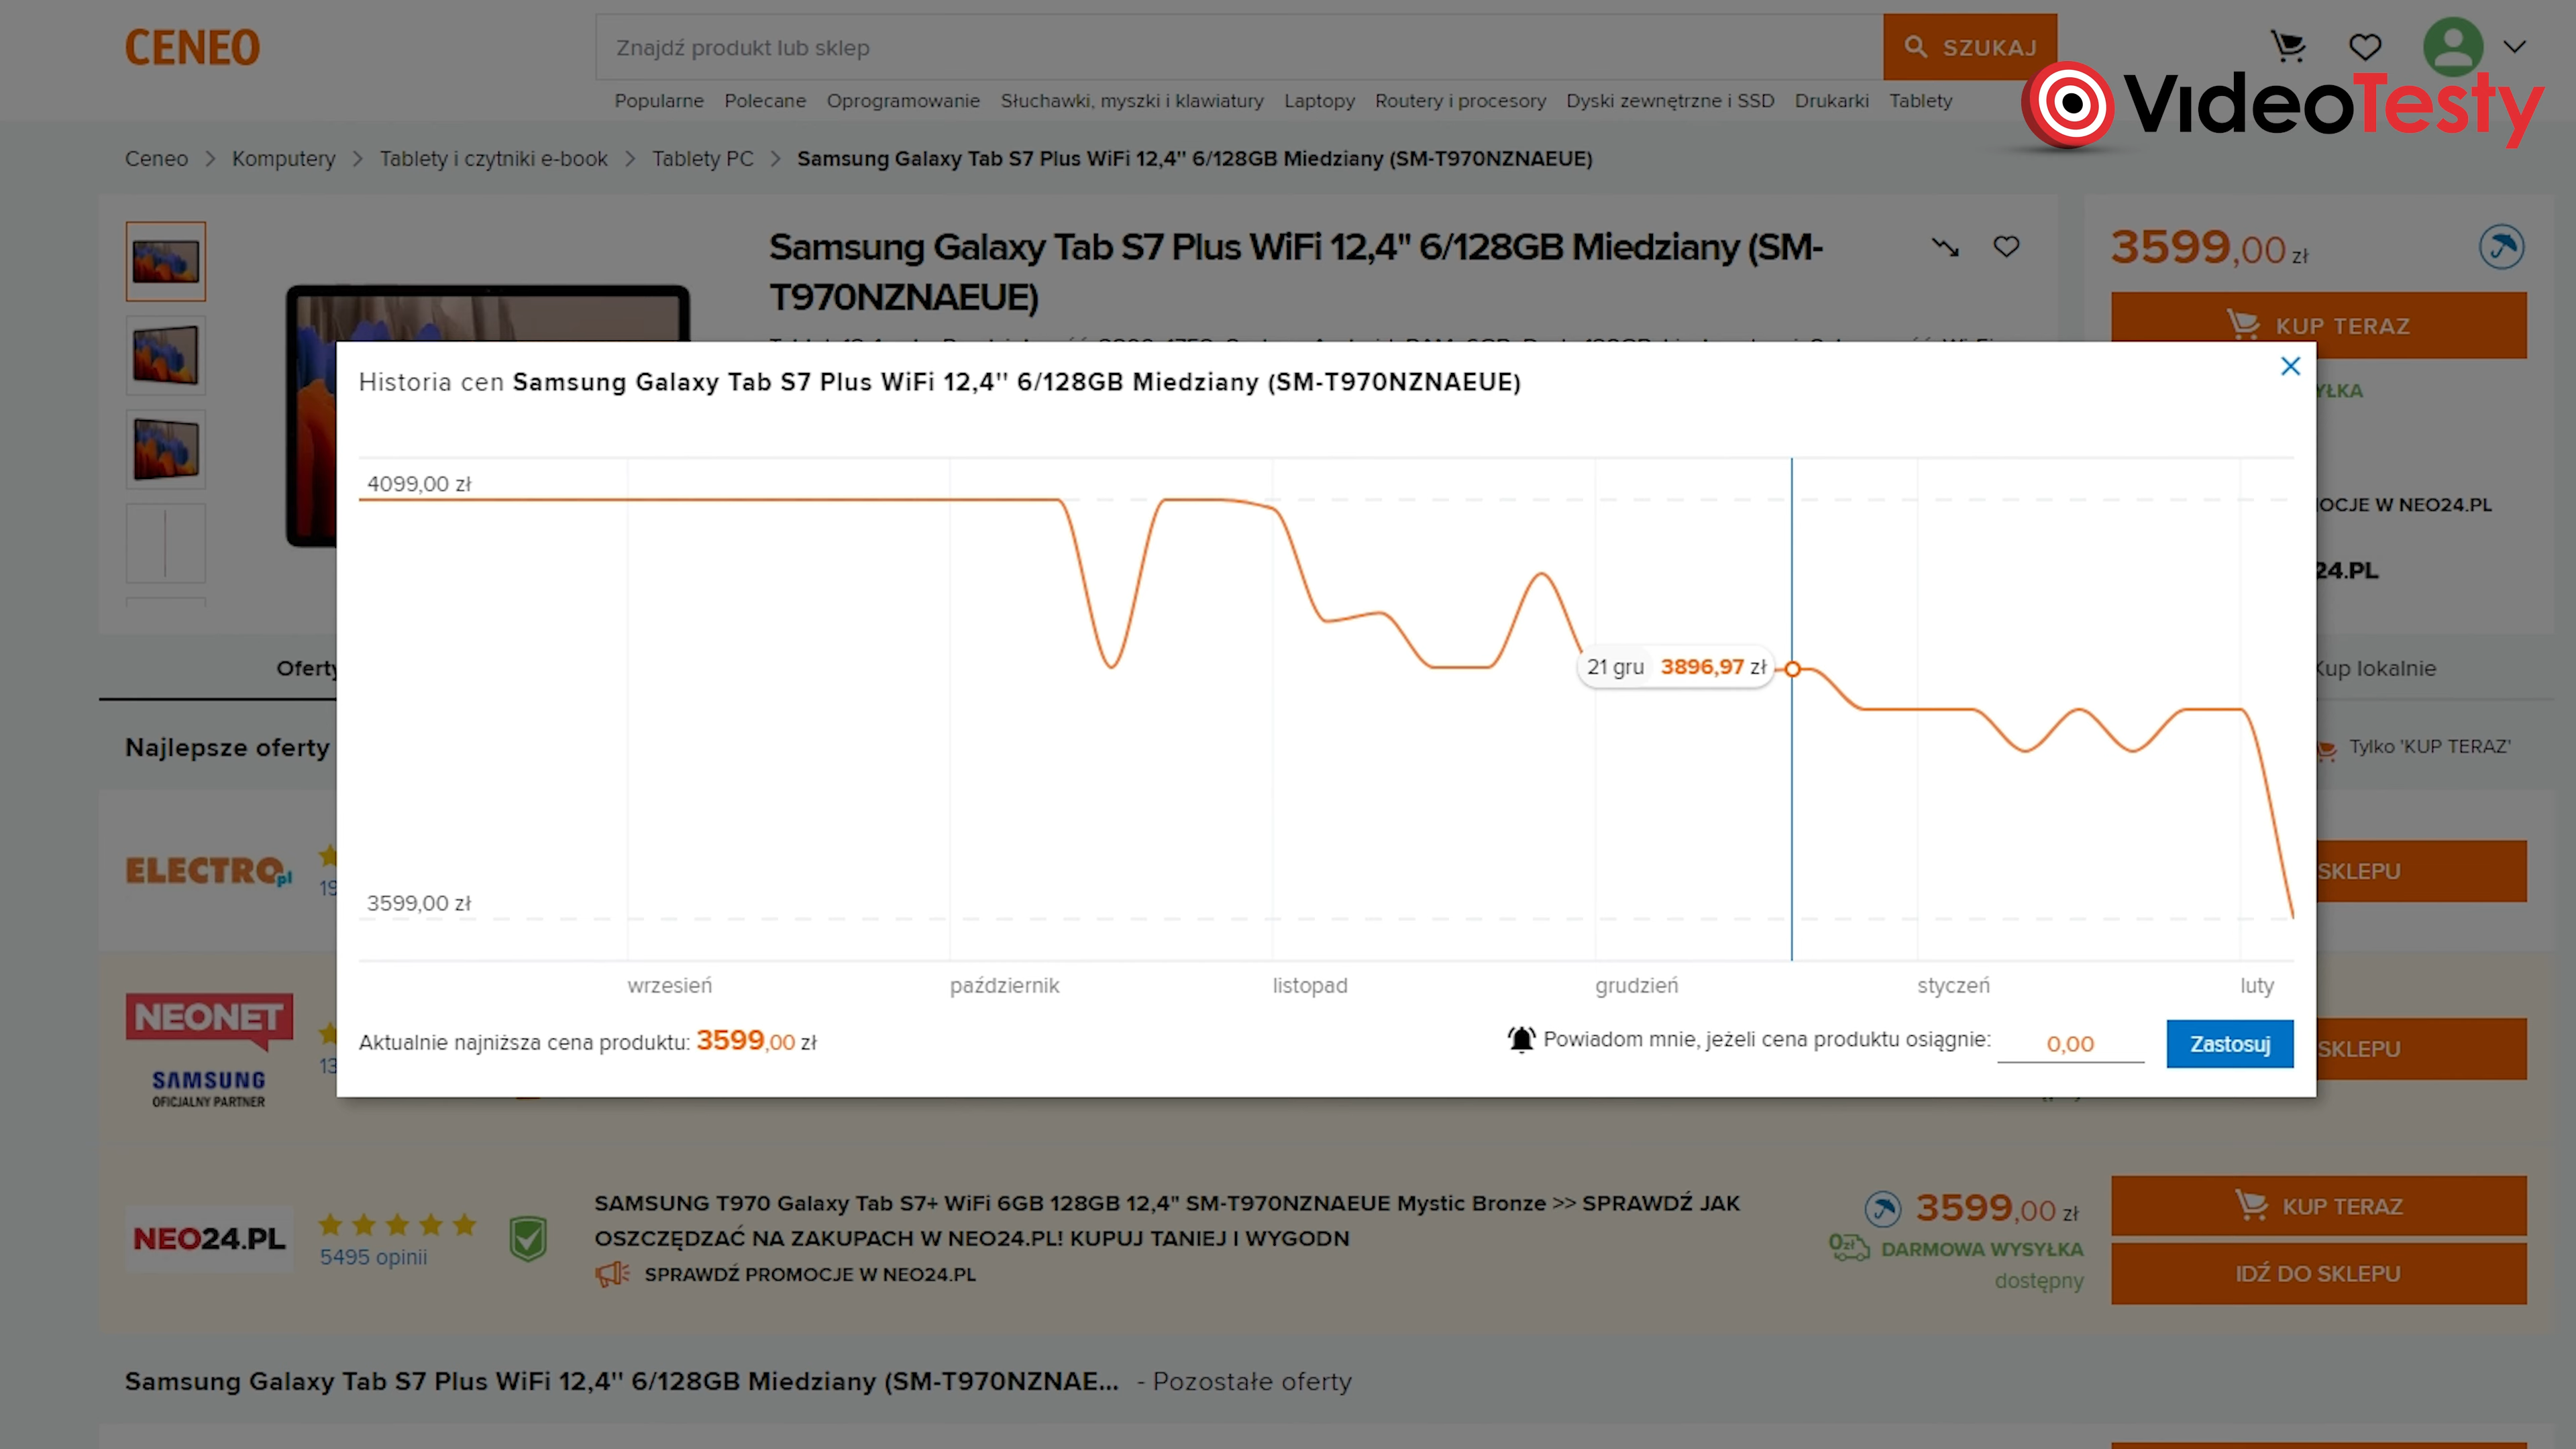 CENEO
Znajdź produkt lub sklep
SZUKAJ
VIDEOTesty
Popularne Polecane Oprogramowanie Słuchawki, myszki i klawiatury Laptopy Routery i procesory Dyski zewnętrzne i SSD Drukarki Tablety
Ceneo > Komputery > Tablety i czytniki e-book > Tablety PC > Samsung Galaxy Tab S7 Plus WiFi 12,4'' 6/128GB Miedziany (SM-T970NZNAEUE)
Samsung Galaxy Tab S7 Plus WiFi 12,4" 6/128GB Miedziany (SM-
T970NZNAEUE)
3599,00 zł
KUP TERAZ
Historia cen Samsung Galaxy Tab S7 Plus WiFi 12,4'' 6/128GB Miedziany (SM-T970NZNAEUE)
4099,00 zł
W NEO24.PL
24.PL
21 gru 3896,97 zł
Oferty
Kup lokalnie
Najlepsze oferty
Tylko 'KUP TERAZ'
ELECTRO.pl
SKLEPU
3599,00 zł
wrzesień październik listopad grudzień styczeń luty
NEONET
SAMSUNG
OFICJALNY PARTNER
SKLEPU
Aktualnie najniższa cena produktu: 3599,00 zł
Powiadom mnie, jeżeli cena produktu osiągnie: 0,00
Zastosuj
NEO24.PL
5495 opinii
SAMSUNG T970 Galaxy Tab S7+ WiFi 6GB 128GB 12,4" SM-T970NZNAEUE Mystic Bronze >> SPRAWDŹ JAK
OSZCZĘDZAĆ NA ZAKUPACH W NEO24.PL! KUPUJ TANIEJ I WYGODN
SPRAWDŹ PROMOCJE W NEO24.PL
3599,00 zł
0zł DARMOWA WYSYŁKA
dostępny
KUP TERAZ
IDŹ DO SKLEPU
Samsung Galaxy Tab S7 Plus WiFi 12,4'' 6/128GB Miedziany (SM-T970NZNAE... - Pozostałe oferty